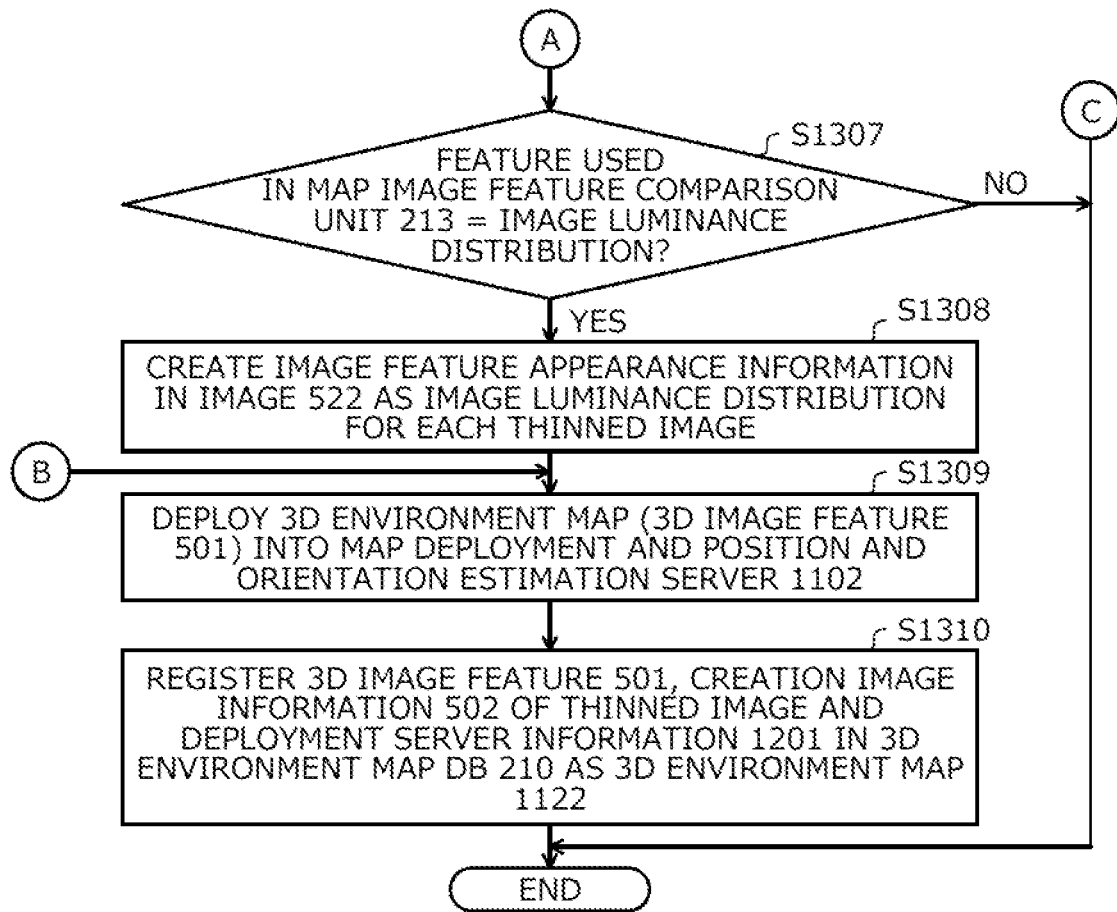 A
C
S1307
FEATURE USED
IN MAP IMAGE FEATURE COMPARISON
UNIT 213 = IMAGE LUMINANCE
DISTRIBUTION?
NO
YES
S1308
CREATE IMAGE FEATURE APPEARANCE INFORMATION
IN IMAGE 522 AS IMAGE LUMINANCE DISTRIBUTION
FOR EACH THINNED IMAGE
B
S1309
DEPLOY 3D ENVIRONMENT MAP (3D IMAGE FEATURE
501) INTO MAP DEPLOYMENT AND POSITION AND
ORIENTATION ESTIMATION SERVER 1102
S1310
REGISTER 3D IMAGE FEATURE 501, CREATION IMAGE
INFORMATION 502 OF THINNED IMAGE AND
DEPLOYMENT SERVER INFORMATION 1201 IN 3D
ENVIRONMENT MAP DB 210 AS 3D ENVIRONMENT MAP
1122
END